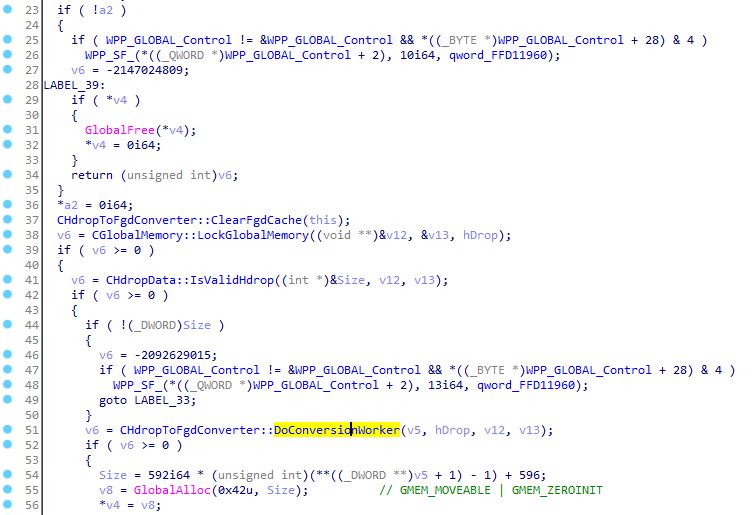 23 if ( !a2 )
24 {
25 if ( WPP_GLOBAL_Control != &WPP_GLOBAL_Control && *((_BYTE *)WPP_GLOBAL_Control + 28) & 4 )
26 WPP_SF_(*((_QWORD *)WPP_GLOBAL_Control + 2), 10i64, qword_FFD11960);
27 v6 = -2147024809;
28 LABEL_39:
29 if ( *v4 )
30 {
31 GlobalFree(*v4);
32 *v4 = 0i64;
33 }
34 return (unsigned int)v6;
35 }
36 *a2 = 0i64;
37 CHdropToFgdConverter::ClearFgdCache(this);
38 v6 = CGlobalMemory::LockGlobalMemory((void **)&v12, &v13, hDrop);
39 if ( v6 >= 0 )
40 {
41 v6 = CHdropData::IsValidHdrop((int *)&Size, v12, v13);
42 if ( v6 >= 0 )
43 {
44 if ( !(_DWORD)Size )
45 {
46 v6 = -2092629015;
47 if ( WPP_GLOBAL_Control != &WPP_GLOBAL_Control && *((_BYTE *)WPP_GLOBAL_Control + 28) & 4 )
48 WPP_SF_(*((_QWORD *)WPP_GLOBAL_Control + 2), 13i64, qword_FFD11960);
49 goto LABEL_33;
50 }
51 v6 = CHdropToFgdConverter::DoConversionWorker(v5, hDrop, v12, v13);
52 if ( v6 >= 0 )
53 {
54 Size = 592i64 * (unsigned int)(**((_DWORD **)v5 + 1) - 1) + 596;
55 v8 = GlobalAlloc(0x42u, Size); // GMEM_MOVEABLE | GMEM_ZEROINIT
56 *v4 = v8;